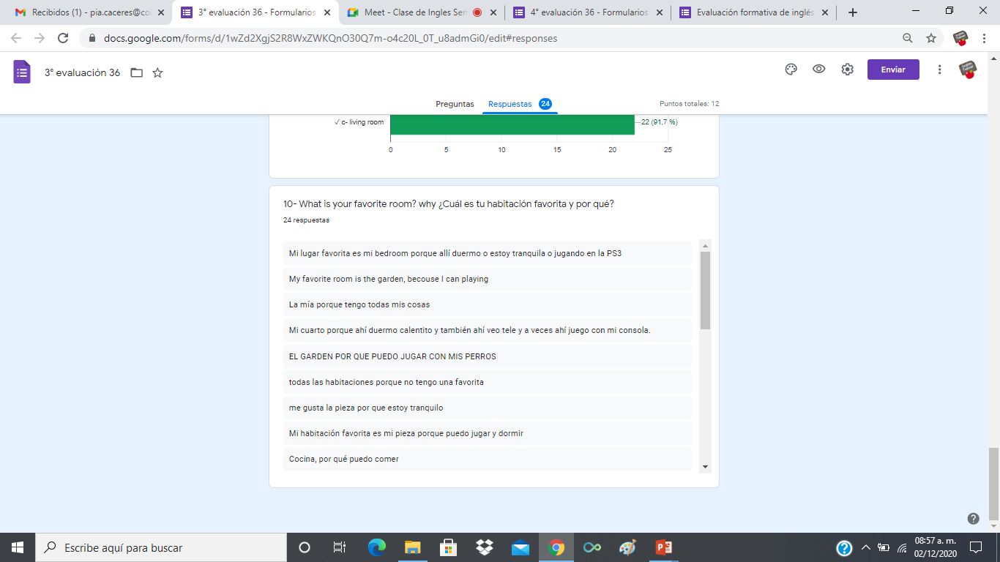 Recibidos (1) - pia.caceres@co
3° evaluación 36 - Formularios
Meet - Clase de Ingles Sem
4° evaluación 36 - Formularios
Evaluación formativa de inglés
docs.google.com/forms/d/1wZd2XgjS2R8WxZWKQnO30Q7m-o4c20L_0T_u8admGi0/edit#responses
3° evaluación 36
Enviar
Preguntas
Respuestas 24
Puntos totales: 12
✓ c- living room
22 (91,7 %)
0 5 10 15 20 25
10- What is your favorite room? why ¿Cuál es tu habitación favorita y por qué?
24 respuestas
Mi lugar favorita es mi bedroom porque allí duermo o estoy tranquila o jugando en la PS3
My favorite room is the garden, becouse I can playing
La mía porque tengo todas mis cosas
Mi cuarto porque ahí duermo calentito y también ahí veo tele y a veces ahí juego con mi consola.
EL GARDEN POR QUE PUEDO JUGAR CON MIS PERROS
todas las habitaciones porque no tengo una favorita
me gusta la pieza por que estoy tranquilo
Mi habitación favorita es mi pieza porque puedo jugar y dormir
Cocina, por qué puedo comer
Escribe aquí para buscar
08:57 a. m.
02/12/2020